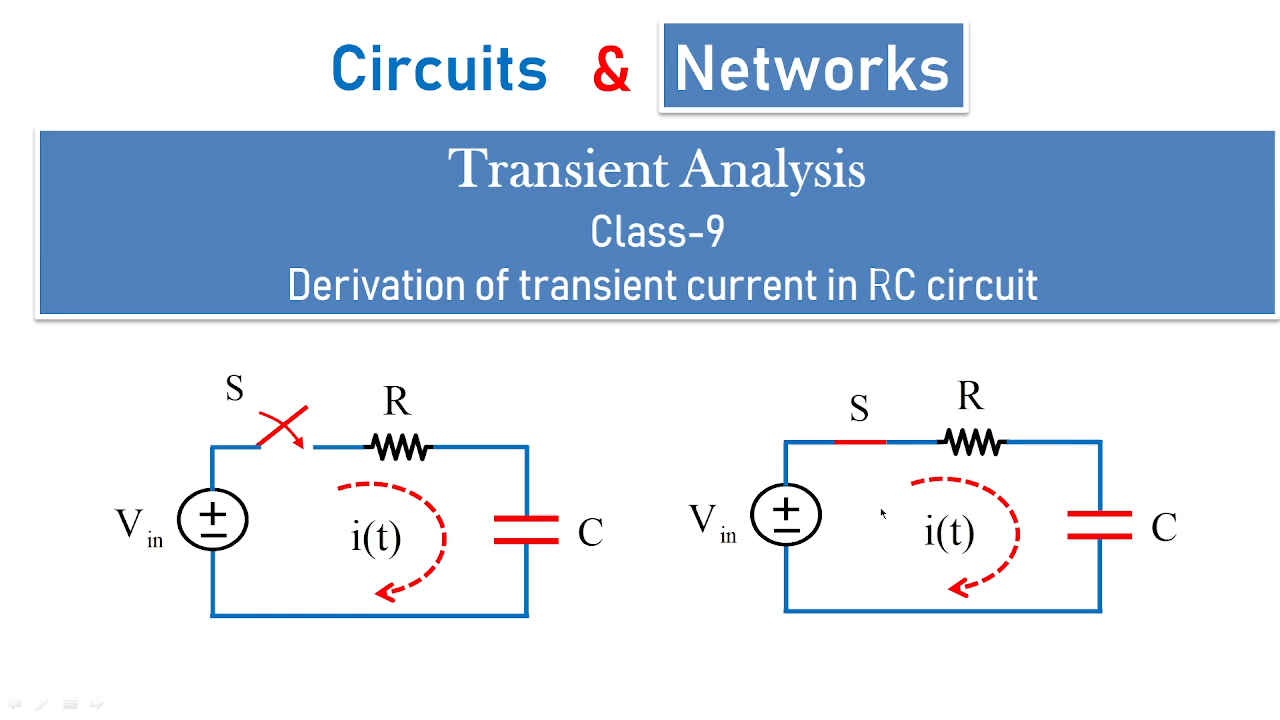 Circuits & Networks
Transient Analysis
Class-9
Derivation of transient current in RC circuit
S
R
V in
+
−
i(t)
C
S
R
V in
+
−
i(t)
C